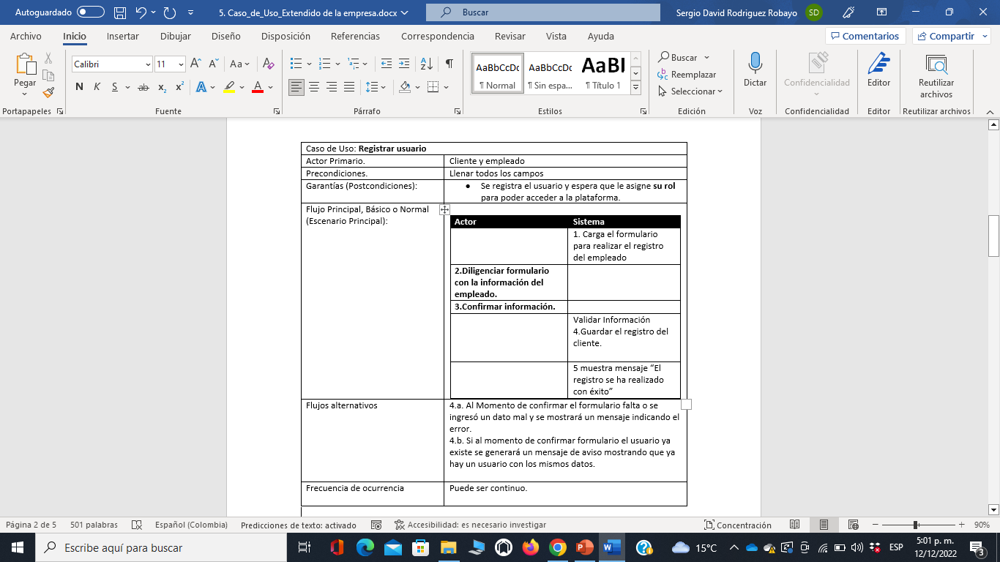 Autoguardado
5. Caso_de_Uso_Extendido de la empresa.docx
Buscar
Sergio David Rodriguez Robayo
SD
Archivo
Inicio
Insertar
Dibujar
Diseño
Disposición
Referencias
Correspondencia
Revisar
Vista
Ayuda
Comentarios
Compartir
Pegar
Portapapeles
Calibri
11
Aa
N
K
S
ab
x₂
x²
A
A
Fuente
Párrafo
AaBbCcDc
¶ Normal
AaBbCcDc
¶ Sin espa...
AaBl
¶ Título 1
Estilos
Buscar
Reemplazar
Seleccionar
Edición
Dictar
Voz
Confidencialidad
Confidencialidad
Editor
Editor
Reutilizar
archivos
Reutilizar archivos
Caso de Uso: Registrar usuario
Actor Primario.
Cliente y empleado
Precondiciones.
Llenar todos los campos
Garantías (Postcondiciones):
● Se registra el usuario y espera que le asigne su rol
para poder acceder a la plataforma.
Flujo Principal, Básico o Normal
(Escenario Principal):
Actor
Sistema
1. Carga el formulario
para realizar el registro
del empleado
2.Diligenciar formulario
con la información del
empleado.
3.Confirmar información.
Validar Información
4.Guardar el registro del
cliente.
5 muestra mensaje “El
registro se ha realizado
con éxito”
Flujos alternativos
4.a. Al Momento de confirmar el formulario falta o se
ingresó un dato mal y se mostrará un mensaje indicando el
error.
4.b. Si al momento de confirmar formulario el usuario ya
existe se generará un mensaje de aviso mostrando que ya
hay un usuario con los mismos datos.
Frecuencia de ocurrencia
Puede ser continuo.
Página 2 de 5
501 palabras
Español (Colombia)
Predicciones de texto: activado
Accesibilidad: es necesario investigar
Concentración
90%
Escribe aquí para buscar
15°C
ESP
5:01 p. m.
12/12/2022
3